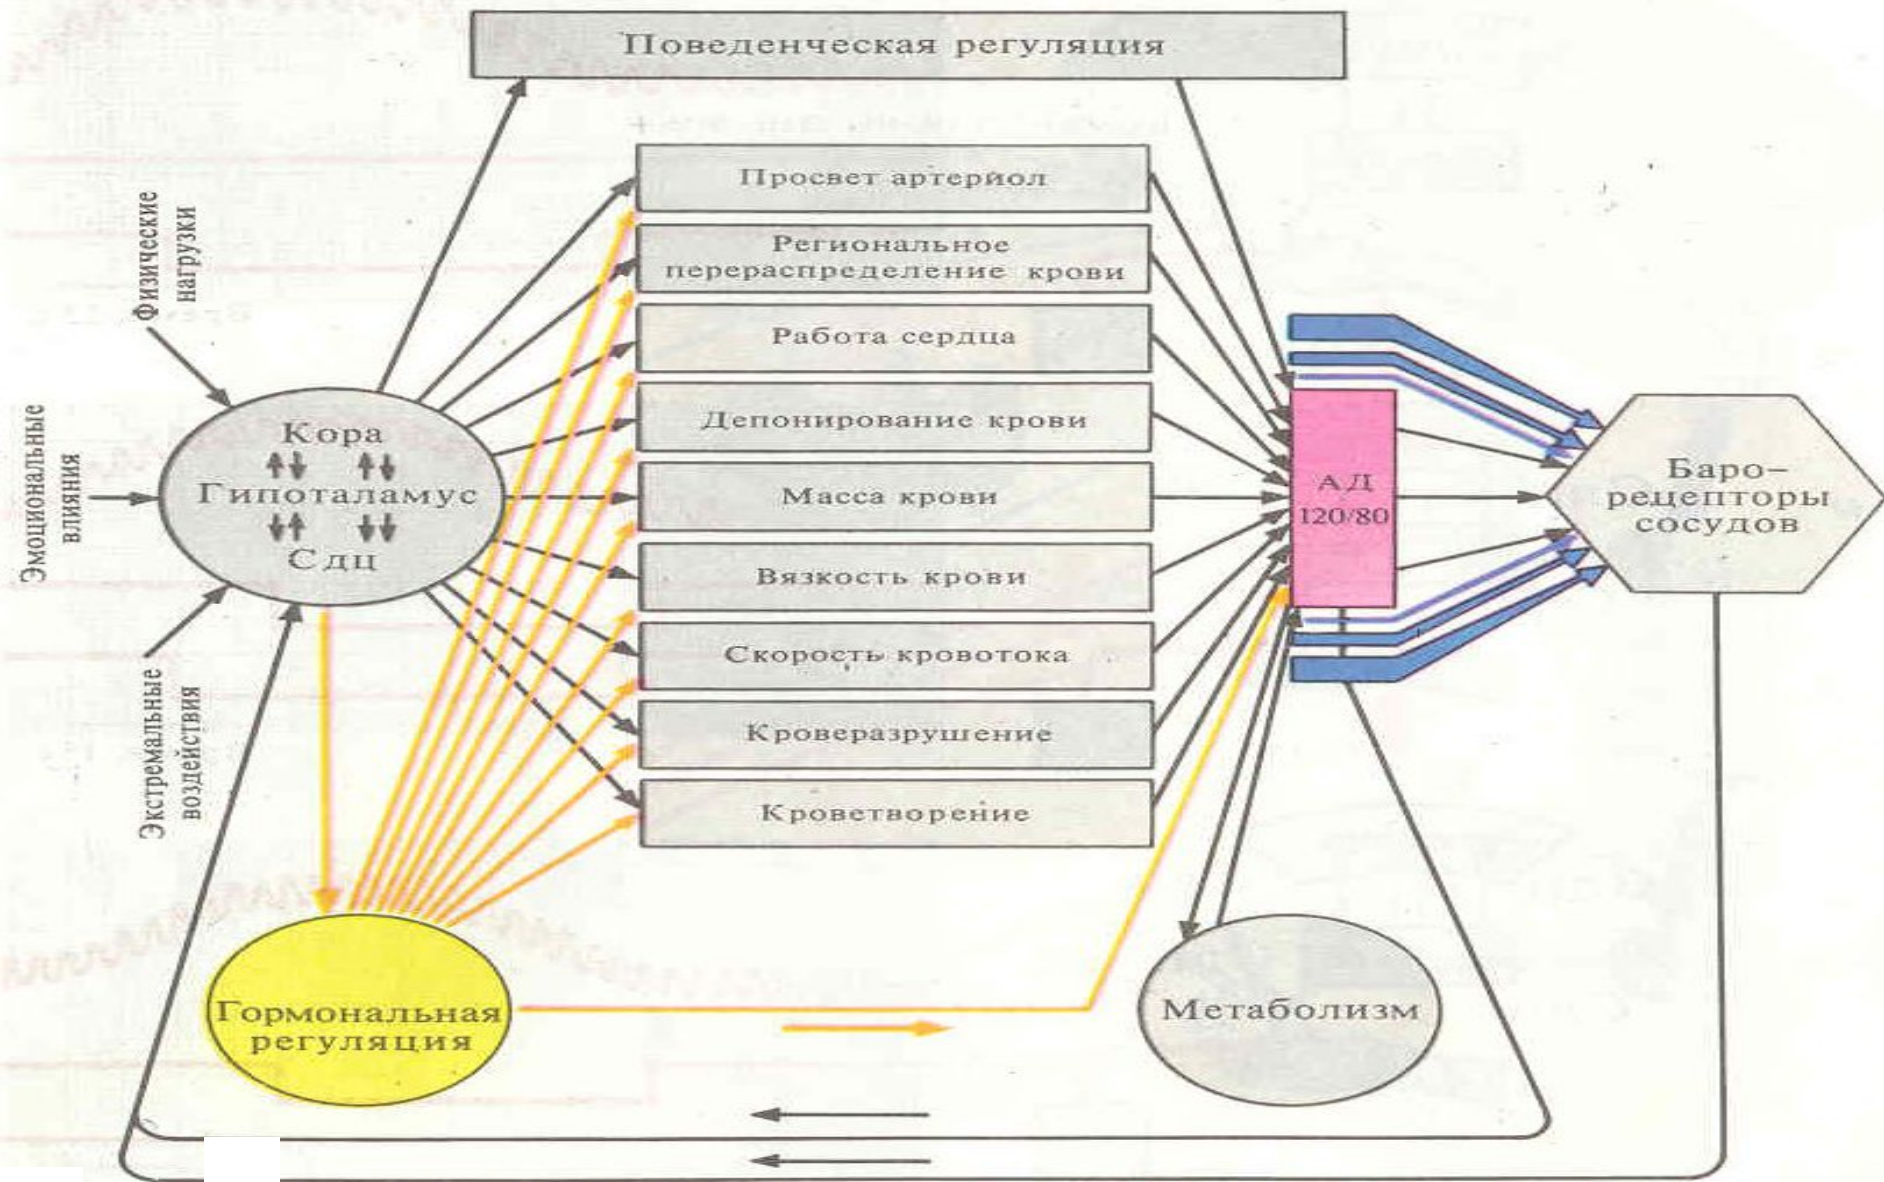 Поведенческая регуляция
Просвет артериол
Региональное
перераспределение крови
Работа сердца
Депонирование крови
Масса крови
Вязкость крови
Скорость кровотока
Кроверазрушение
Кроветворение
Физические
нагрузки
Эмоциональные
влияния
Экстремальные
воздействия
Кора
Гипоталамус
Сдц
АД
120/80
Баро-
рецепторы
сосудов
Гормональная
регуляция
Метаболизм